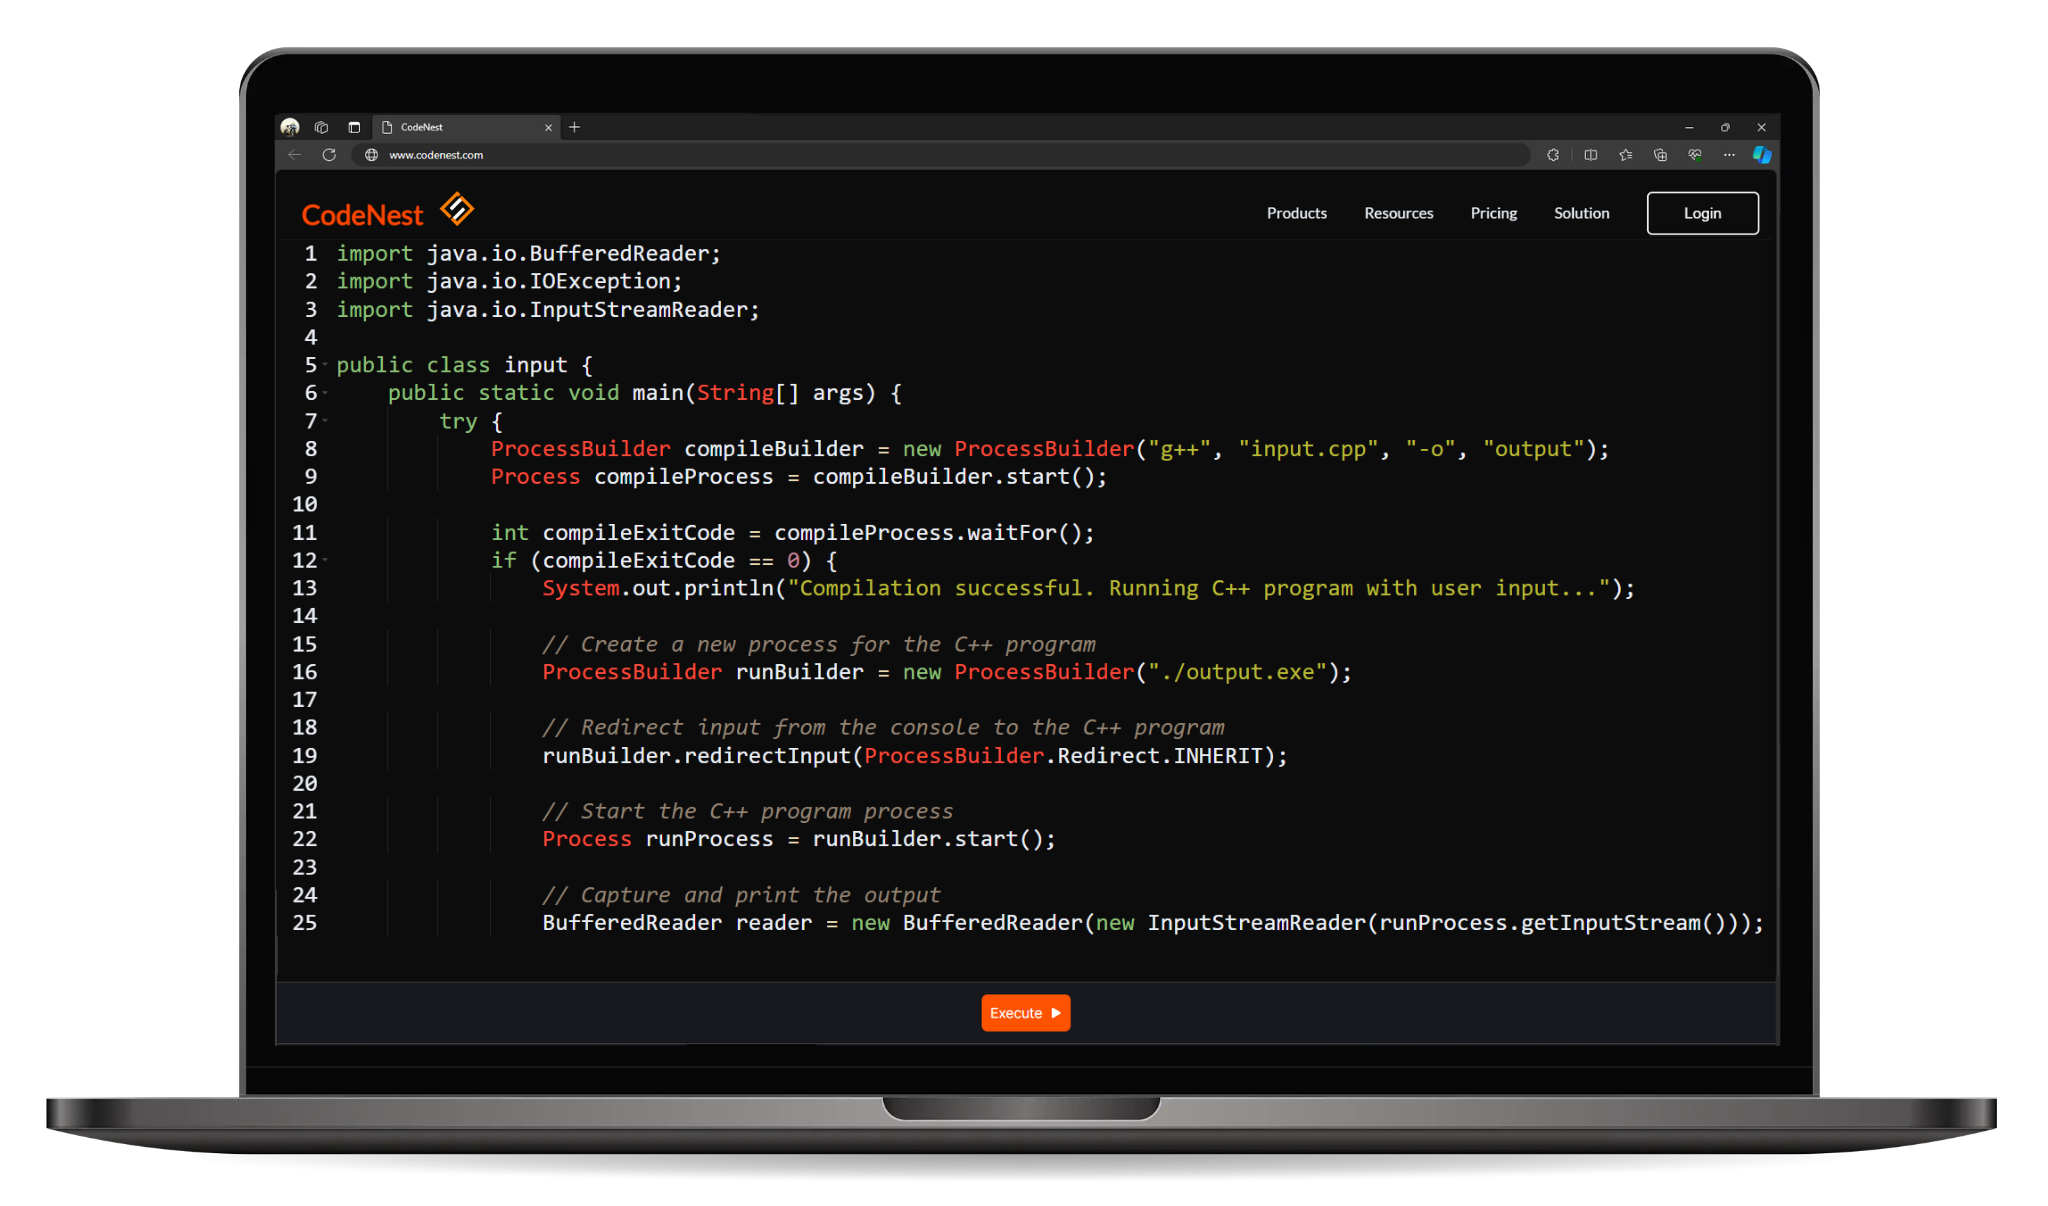 CodeNest
www.codenest.com
CodeNest
Products Resources Pricing Solution Login
1 import java.io.BufferedReader;
2 import java.io.IOException;
3 import java.io.InputStreamReader;
4
5 public class input {
6     public static void main(String[] args) {
7         try {
8             ProcessBuilder compileBuilder = new ProcessBuilder("g++", "input.cpp", "-o", "output");
9             Process compileProcess = compileBuilder.start();
10
11             int compileExitCode = compileProcess.waitFor();
12             if (compileExitCode == 0) {
13                 System.out.println("Compilation successful. Running C++ program with user input...");
14
15                 // Create a new process for the C++ program
16                 ProcessBuilder runBuilder = new ProcessBuilder("./output.exe");
17
18                 // Redirect input from the console to the C++ program
19                 runBuilder.redirectInput(ProcessBuilder.Redirect.INHERIT);
20
21                 // Start the C++ program process
22                 Process runProcess = runBuilder.start();
23
24                 // Capture and print the output
25                 BufferedReader reader = new BufferedReader(new InputStreamReader(runProcess.getInputStream()));
Execute